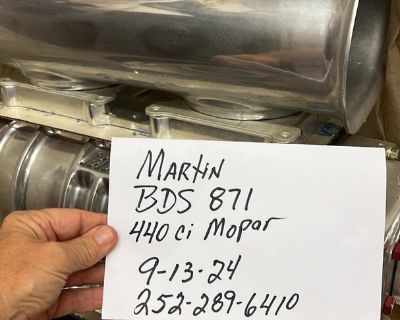 Martin
BDS 871
440 ci Mopar
9-13-24
252-289-6410